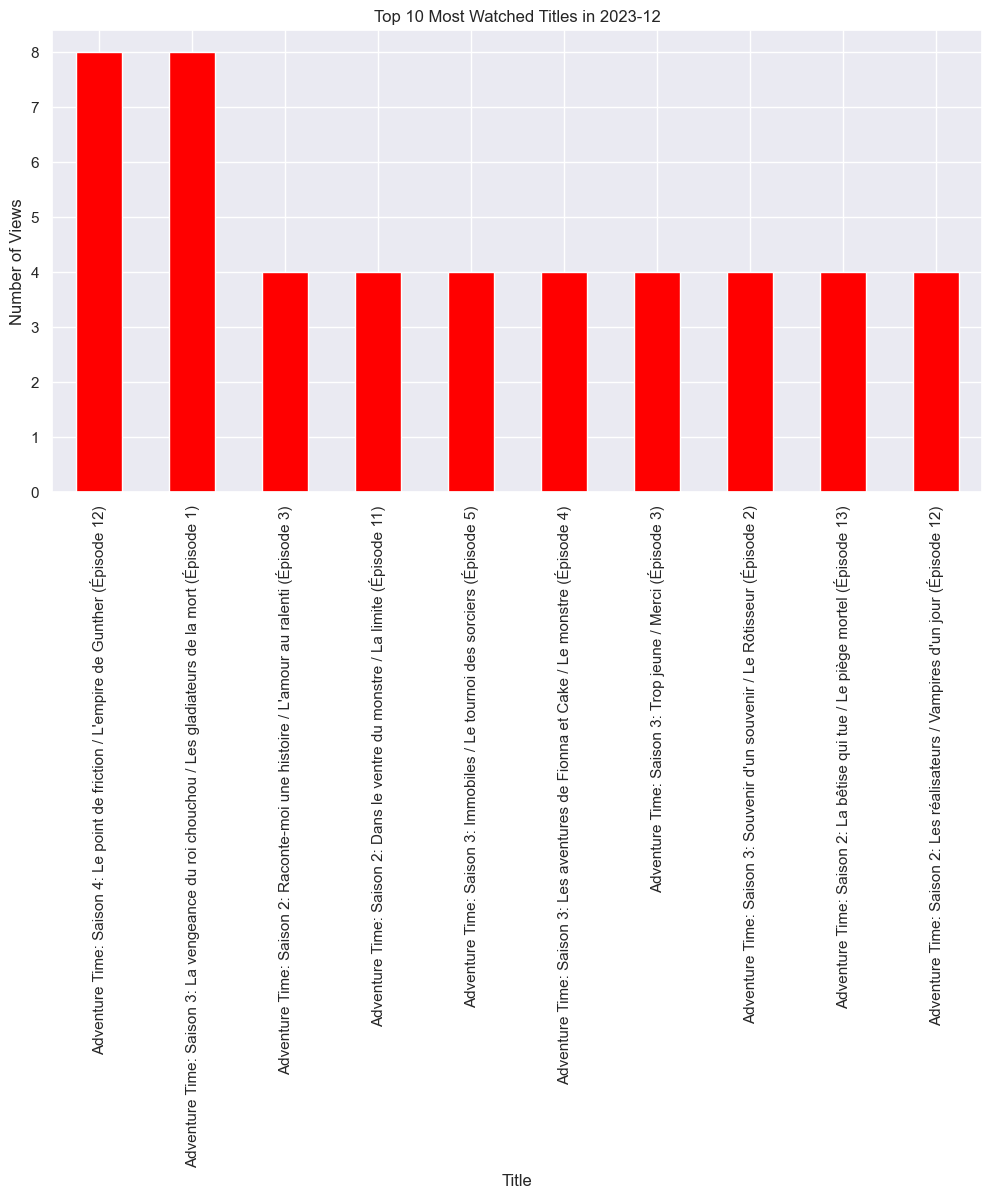 Top 10 Most Watched Titles in 2023-12
Number of Views
8
7
6
5
4
3
2
1
0
Adventure Time: Saison 4: Le point de friction / L'empire de Gunther (Épisode 12)
Adventure Time: Saison 3: La vengeance du roi chouchou / Les gladiateurs de la mort (Épisode 1)
Adventure Time: Saison 2: Raconte-moi une histoire / L'amour au ralenti (Épisode 3)
Adventure Time: Saison 2: Dans le ventre du monstre / La limite (Épisode 11)
Adventure Time: Saison 3: Immobiles / Le tournoi des sorciers (Épisode 5)
Adventure Time: Saison 3: Les aventures de Fionna et Cake / Le monstre (Épisode 4)
Adventure Time: Saison 3: Trop jeune / Merci (Épisode 3)
Adventure Time: Saison 3: Souvenir d'un souvenir / Le Rôtisseur (Épisode 2)
Adventure Time: Saison 2: La bêtise qui tue / Le piège mortel (Épisode 13)
Adventure Time: Saison 2: Les réalisateurs / Vampires d'un jour (Épisode 12)
Title